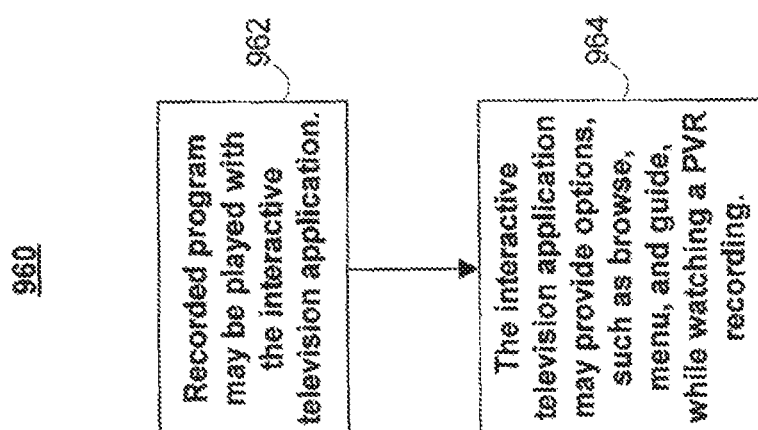 960
962
Recorded program
may be played with
the interactive
television application.
964
The interactive
television application
may provide options,
such as browse,
menu, and guide,
while watching a PVR
recording.